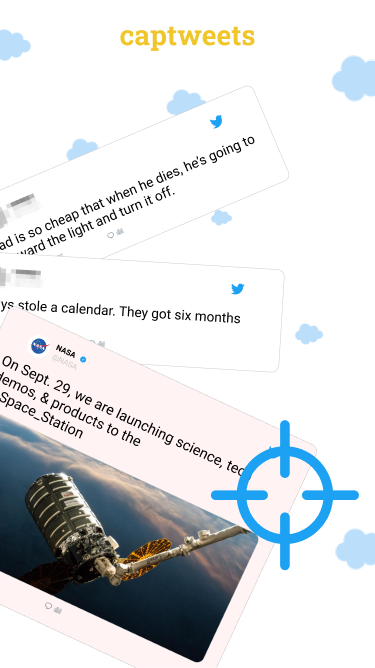 captweets
ad is so cheap that when he dies, he's going to
ward the light and turn it off.
ys stole a calendar. They got six months
NASA
@NASA
On Sept. 29, we are launching science, tec
demos, & products to the
Space_Station